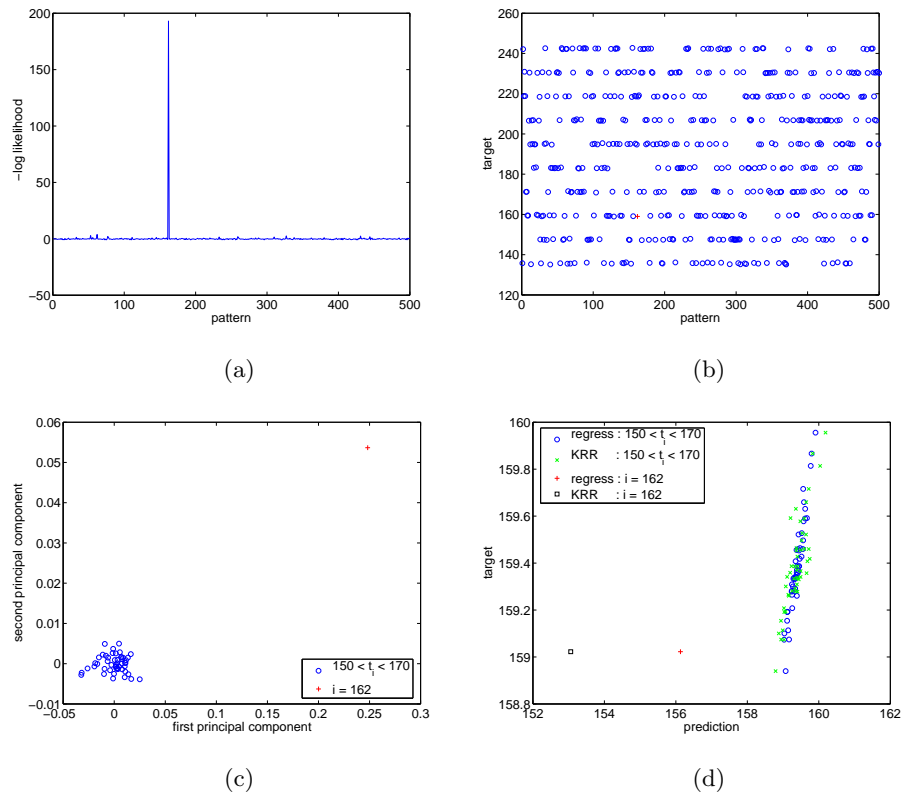 200
150
100
50
0
−50
0 100 200 300 400 500
pattern
−log likelihood
(a)
260
240
220
200
180
160
140
120
0 100 200 300 400 500
pattern
target
(b)
0.06
0.05
0.04
0.03
0.02
0.01
0
−0.01
−0.05 0 0.05 0.1 0.15 0.2 0.25 0.3
first principal component
second principal component
150 < t_i < 170
i = 162
(c)
160
159.8
159.6
159.4
159.2
159
158.8
152 154 156 158 160 162
prediction
target
regress : 150 < t_i < 170
KRR : 150 < t_i < 170
regress : i = 162
KRR : i = 162
(d)